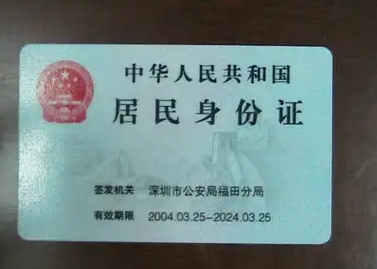 中华人民共和国
居民身份证
签发机关 深圳市公安局福田分局
有效期限 2004.03.25-2024.03.25